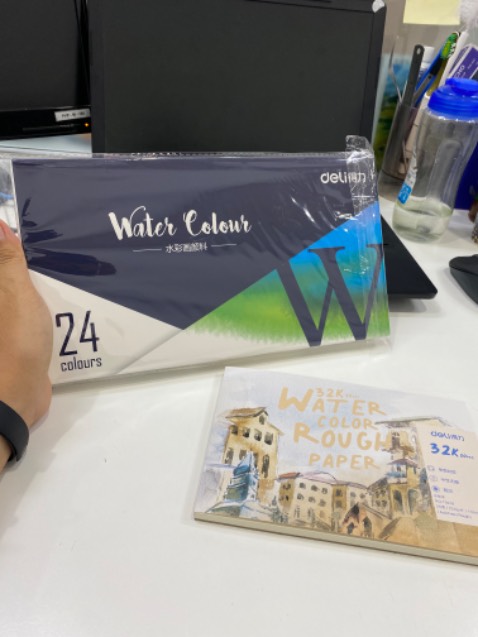 deli得力
Water Colour
水彩画颜料
W
24
colours
32K
WATER
COLOR
ROUGH
PAPER
deli得力
32K